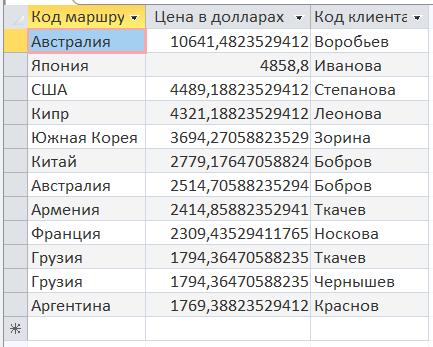 Код маршру Цена в долларах Код клиента
Австралия 10641,4823529412 Воробьев
Япония 4858,8 Иванова
США 4489,18823529412 Степанова
Кипр 4321,18823529412 Леонова
Южная Корея 3694,27058823529 Зорина
Китай 2779,17647058824 Бобров
Австралия 2514,70588235294 Бобров
Армения 2414,85882352941 Ткачев
Франция 2309,43529411765 Носкова
Грузия 1794,36470588235 Ткачев
Грузия 1794,36470588235 Чернышев
Аргентина 1769,38823529412 Краснов